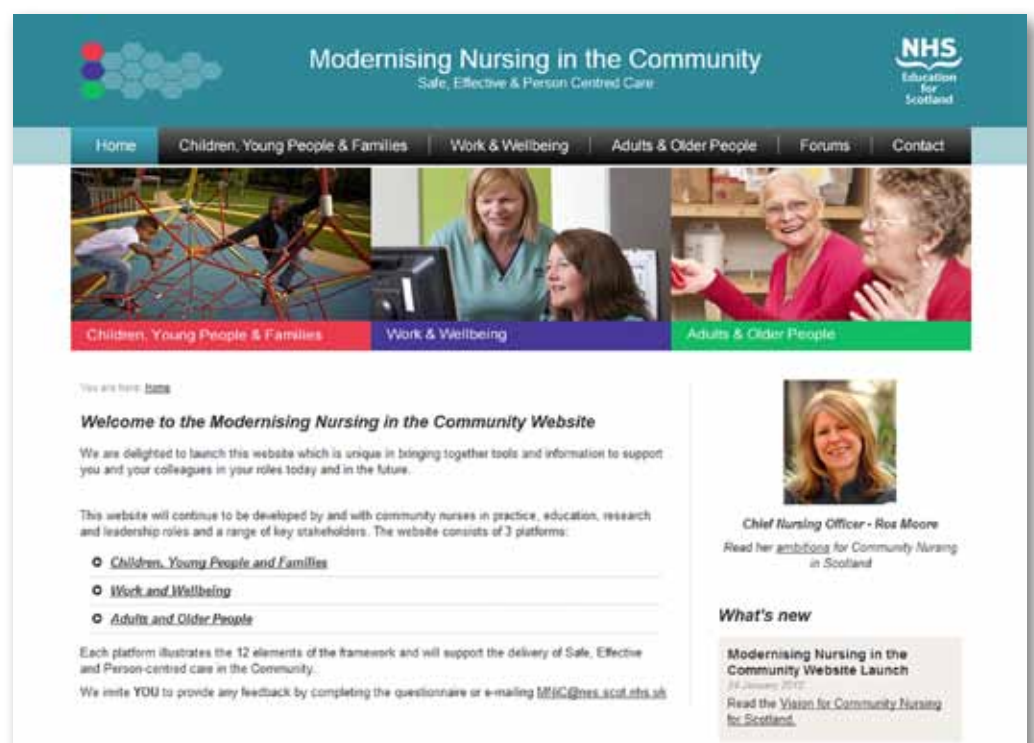 Modernising Nursing in the Community
Safe, Effective & Person Centred Care
NHS
Education
for
Scotland
Home
Children, Young People & Families
Work & Wellbeing
Adults & Older People
Forums
Contact
Children, Young People & Families
Work & Wellbeing
Adults & Older People
You are here: Home
Welcome to the Modernising Nursing in the Community Website
We are delighted to launch this website which is unique in bringing together tools and information to support
you and your colleagues in your roles today and in the future.
This website will continue to be developed by and with community nurses in practice, education, research
and leadership roles and a range of key stakeholders. The website consists of 3 platforms:
Children, Young People and Families
Work and Wellbeing
Adults and Older People
Each platform illustrates the 12 elements of the framework and will support the delivery of Safe, Effective
and Person-centred care in the Community.
We invite YOU to provide any feedback by completing the questionnaire or e-mailing MNiC@nes.scot.nhs.uk
Chief Nursing Officer - Ros Moore
Read her ambitions for Community Nursing
in Scotland
What's new
Modernising Nursing in the
Community Website Launch
24 January 2012
Read the Vision for Community Nursing
for Scotland.